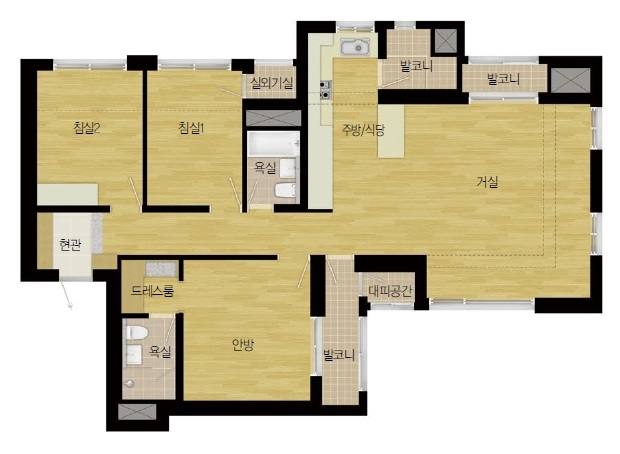 발코니
발코니
실외기실
침실2
침실1
주방/식당
욕실
거실
현관
드레스룸
대피공간
안방
욕실
발코니